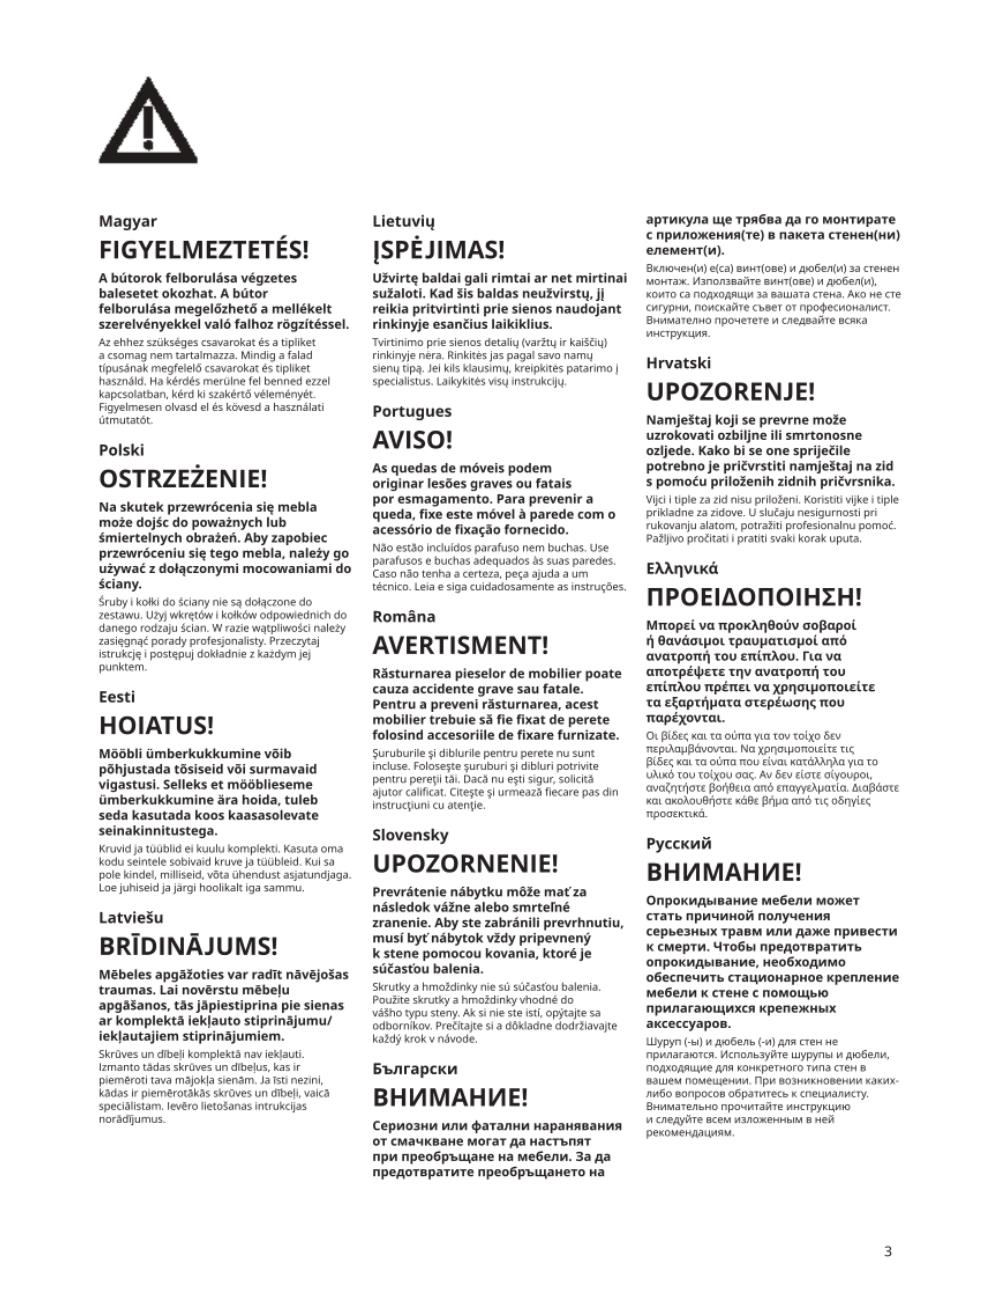 Magyar
FIGYELMEZTETÉS!
A bútorok felborulása végzetes
balesetet okozhat. A bútor
felborulása megelőzhető a mellékelt
szerelvényekkel való falhoz rögzítéssel.
Az ehhez szükséges csavarokat és a tipliket
a csomag nem tartalmazza. Mindig a falad
típusának megfelelő csavarokat és tipliket
használd. Ha kérdés merülne fel benned ezzel
kapcsolatban, kérd ki szakértő véleményét.
Figyelmesen olvasd el és kövesd a használati
útmutatót.
Polski
OSTRZEŻENIE!
Na skutek przewrócenia się mebla
może dojśc do poważnych lub
śmiertelnych obrażeń. Aby zapobiec
przewróceniu się tego mebla, należy go
używać z dołączonymi mocowaniami do
ściany.
Śruby i kołki do ściany nie są dołączone do
zestawu. Użyj wkrętów i kołków odpowiednich do
danego rodzaju ścian. W razie wątpliwości należy
zasięgnąć porady profesjonalisty. Przeczytaj
istrukcję i postępuj dokładnie z każdym jej
punktem.
Eesti
HOIATUS!
Mööbli ümberkukkumine võib
põhjustada tõsiseid või surmavaid
vigastusi. Selleks et mööblieseme
ümberkukkumine ära hoida, tuleb
seda kasutada koos kaasasolevate
seinakinnitustega.
Kruvid ja tüüblid ei kuulu komplekti. Kasuta oma
kodu seintele sobivaid kruve ja tüübleid. Kui sa
pole kindel, milliseid, võta ühendust asjatundjaga.
Loe juhiseid ja järgi hoolikalt iga sammu.
Latviešu
BRĪDINĀJUMS!
Mēbeles apgāžoties var radīt nāvējošas
traumas. Lai novērstu mēbeļu
apgāšanos, tās jāpiestiprina pie sienas
ar komplektā iekļauto stiprinājumu/
iekļautajiem stiprinājumiem.
Skrūves un dībeļi komplektā nav iekļauti.
Izmanto tādas skrūves un dībeļus, kas ir
piemēroti tava mājokļa sienām. Ja īsti nezini,
kādas ir piemērotākās skrūves un dībeļi, vaicā
speciālistam. Ievēro lietošanas intrukcijas
norādījumus.
Lietuvių
ĮSPĖJIMAS!
Užvirtę baldai gali rimtai ar net mirtinai
sužaloti. Kad šis baldas neužvirstų, jį
reikia pritvirtinti prie sienos naudojant
rinkinyje esančius laikiklius.
Tvirtinimo prie sienos detalių (varžtų ir kaiščių)
rinkinyje nėra. Rinkitės jas pagal savo namų
sienų tipą. Jei kils klausimų, kreipkitės patarimo į
specialistus. Laikykitės visų instrukcijų.
Portugues
AVISO!
As quedas de móveis podem
originar lesões graves ou fatais
por esmagamento. Para prevenir a
queda, fixe este móvel à parede com o
acessório de fixação fornecido.
Não estão incluídos parafuso nem buchas. Use
parafusos e buchas adequados às suas paredes.
Caso não tenha a certeza, peça ajuda a um
técnico. Leia e siga cuidadosamente as instruções.
Româna
AVERTISMENT!
Răsturnarea pieselor de mobilier poate
cauza accidente grave sau fatale.
Pentru a preveni răsturnarea, acest
mobilier trebuie să fie fixat de perete
folosind accesoriile de fixare furnizate.
Şuruburile şi diblurile pentru perete nu sunt
incluse. Foloseşte şuruburi şi dibluri potrivite
pentru pereţii tăi. Dacă nu eşti sigur, solicită
ajutor calificat. Citeşte şi urmează fiecare pas din
instrucţiuni cu atenţie.
Slovensky
UPOZORNENIE!
Prevrátenie nábytku môže mať za
následok vážne alebo smrteľné
zranenie. Aby ste zabránili prevrhnutiu,
musí byť nábytok vždy pripevnený
k stene pomocou kovania, ktoré je
súčasťou balenia.
Skrutky a hmoždinky nie sú súčasťou balenia.
Použite skrutky a hmoždinky vhodné do
vášho typu steny. Ak si nie ste istí, opýtajte sa
odborníkov. Prečítajte si a dôkladne dodržiavajte
každý krok v návode.
Български
ВНИМАНИЕ!
Сериозни или фатални наранявания
от смачкване могат да настъпят
при преобръщане на мебели. За да
предотвратите преобръщането на
артикула ще трябва да го монтирате
с приложения(те) в пакета стенен(ни)
елемент(и).
Включен(и) е(са) винт(ове) и дюбел(и) за стенен
монтаж. Използвайте винт(ове) и дюбел(и),
които са подходящи за вашата стена. Ако не сте
сигурни, поискайте съвет от професионалист.
Внимателно прочетете и следвайте всяка
инструкция.
Hrvatski
UPOZORENJE!
Namještaj koji se prevrne može
uzrokovati ozbiljne ili smrtonosne
ozljede. Kako bi se one spriječile
potrebno je pričvrstiti namještaj na zid
s pomoću priloženih zidnih pričvrsnika.
Vijci i tiple za zid nisu priloženi. Koristiti vijke i tiple
prikladne za zidove. U slučaju nesigurnosti pri
rukovanju alatom, potražiti profesionalnu pomoć.
Pažljivo pročitati i pratiti svaki korak uputa.
Ελληνικά
ΠΡΟΕΙΔΟΠΟΙΗΣΗ!
Μπορεί να προκληθούν σοβαροί
ή θανάσιμοι τραυματισμοί από
ανατροπή του επίπλου. Για να
αποτρέψετε την ανατροπή του
επίπλου πρέπει να χρησιμοποιείτε
τα εξαρτήματα στερέωσης που
παρέχονται.
Οι βίδες και τα ούπα για τον τοίχο δεν
περιλαμβάνονται. Να χρησιμοποιείτε τις
βίδες και τα ούπα που είναι κατάλληλα για το
υλικό του τοίχου σας. Αν δεν είστε σίγουροι,
αναζητήστε βοήθεια από επαγγελματία. Διαβάστε
και ακολουθήστε κάθε βήμα από τις οδηγίες
προσεκτικά.
Русский
ВНИМАНИЕ!
Опрокидывание мебели может
стать причиной получения
серьезных травм или даже привести
к смерти. Чтобы предотвратить
опрокидывание, необходимо
обеспечить стационарное крепление
мебели к стене с помощью
прилагающихся крепежных
аксессуаров.
Шуруп (-ы) и дюбель (-и) для стен не
прилагаются. Используйте шурупы и дюбели,
подходящие для конкретного типа стен в
вашем помещении. При возникновении каких-
либо вопросов обратитесь к специалисту.
Внимательно прочитайте инструкцию
и следуйте всем изложенным в ней
рекомендациям.
3